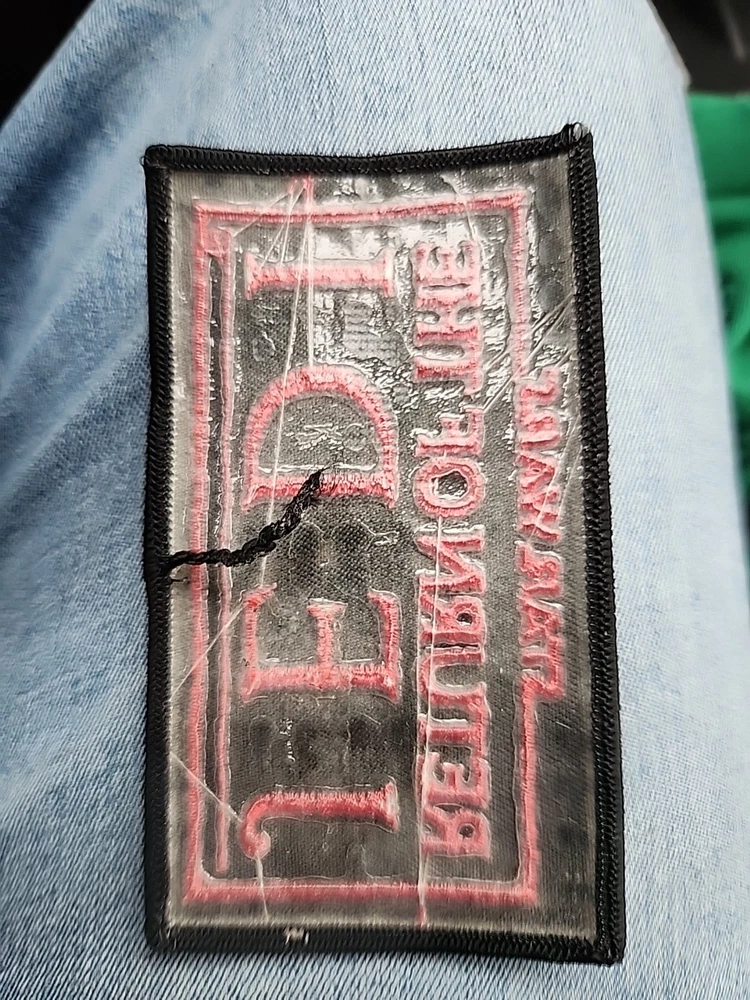 STAR WARS
RETURN OF THE
JEDI